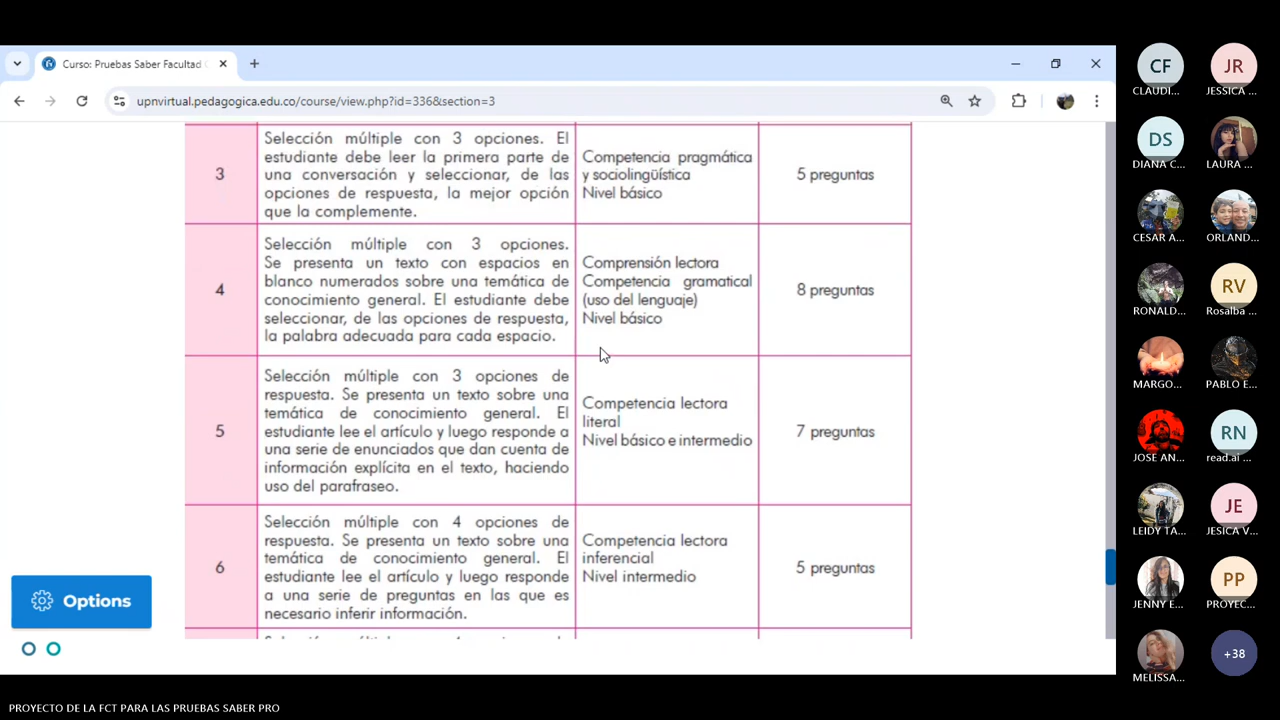 Curso: Pruebas Saber Facultad
upnvirtual.pedagogica.edu.co/course/view.php?id=336&section=3
3
Selección múltiple con 3 opciones. El
estudiante debe leer la primera parte de
una conversación y seleccionar, de las
opciones de respuesta, la mejor opción
que la complemente.
Competencia pragmática
y sociolingüística
Nivel básico
5 preguntas
4
Selección múltiple con 3 opciones.
Se presenta un texto con espacios en
blanco numerados sobre una temática de
conocimiento general. El estudiante debe
seleccionar, de las opciones de respuesta,
la palabra adecuada para cada espacio.
Comprensión lectora
Competencia gramatical
(uso del lenguaje)
Nivel básico
8 preguntas
5
Selección múltiple con 3 opciones de
respuesta. Se presenta un texto sobre una
temática de conocimiento general. El
estudiante lee el artículo y luego responde a
una serie de enunciados que dan cuenta de
información explícita en el texto, haciendo
uso del parafraseo.
Competencia lectora
literal
Nivel básico e intermedio
7 preguntas
6
Selección múltiple con 4 opciones de
respuesta. Se presenta un texto sobre una
temática de conocimiento general. El
estudiante lee el artículo y luego responde
a una serie de preguntas en las que es
necesario inferir información.
Competencia lectora
inferencial
Nivel intermedio
5 preguntas
Options
CF
CLAUDI...
JR
JESSICA
DS
DIANA C...
LAURA ...
CESAR A...
ORLAND...
RONALD...
RV
Rosalba ...
MARGO...
PABLO E...
JOSE AN...
RN
read.ai ...
LEIDY TA...
JE
JESICA V...
JENNY E...
PP
PROYEC...
MELISSA...
+38
PROYECTO DE LA FCT PARA LAS PRUEBAS SABER PRO